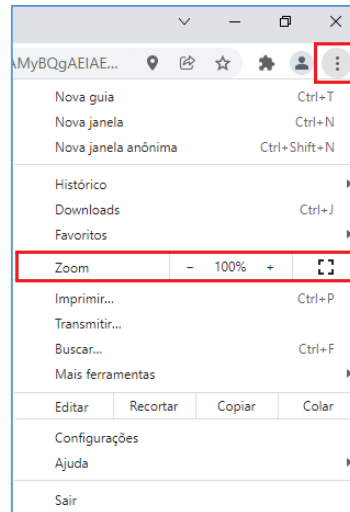 MyBQgAEIAE...
Nova guia Ctrl+T
Nova janela Ctrl+N
Nova janela anônima Ctrl+Shift+N
Histórico
Downloads Ctrl+J
Favoritos
Zoom - 100% +
Imprimir... Ctrl+P
Transmitir...
Buscar... Ctrl+F
Mais ferramentas
Editar Recortar Copiar Colar
Configurações
Ajuda
Sair